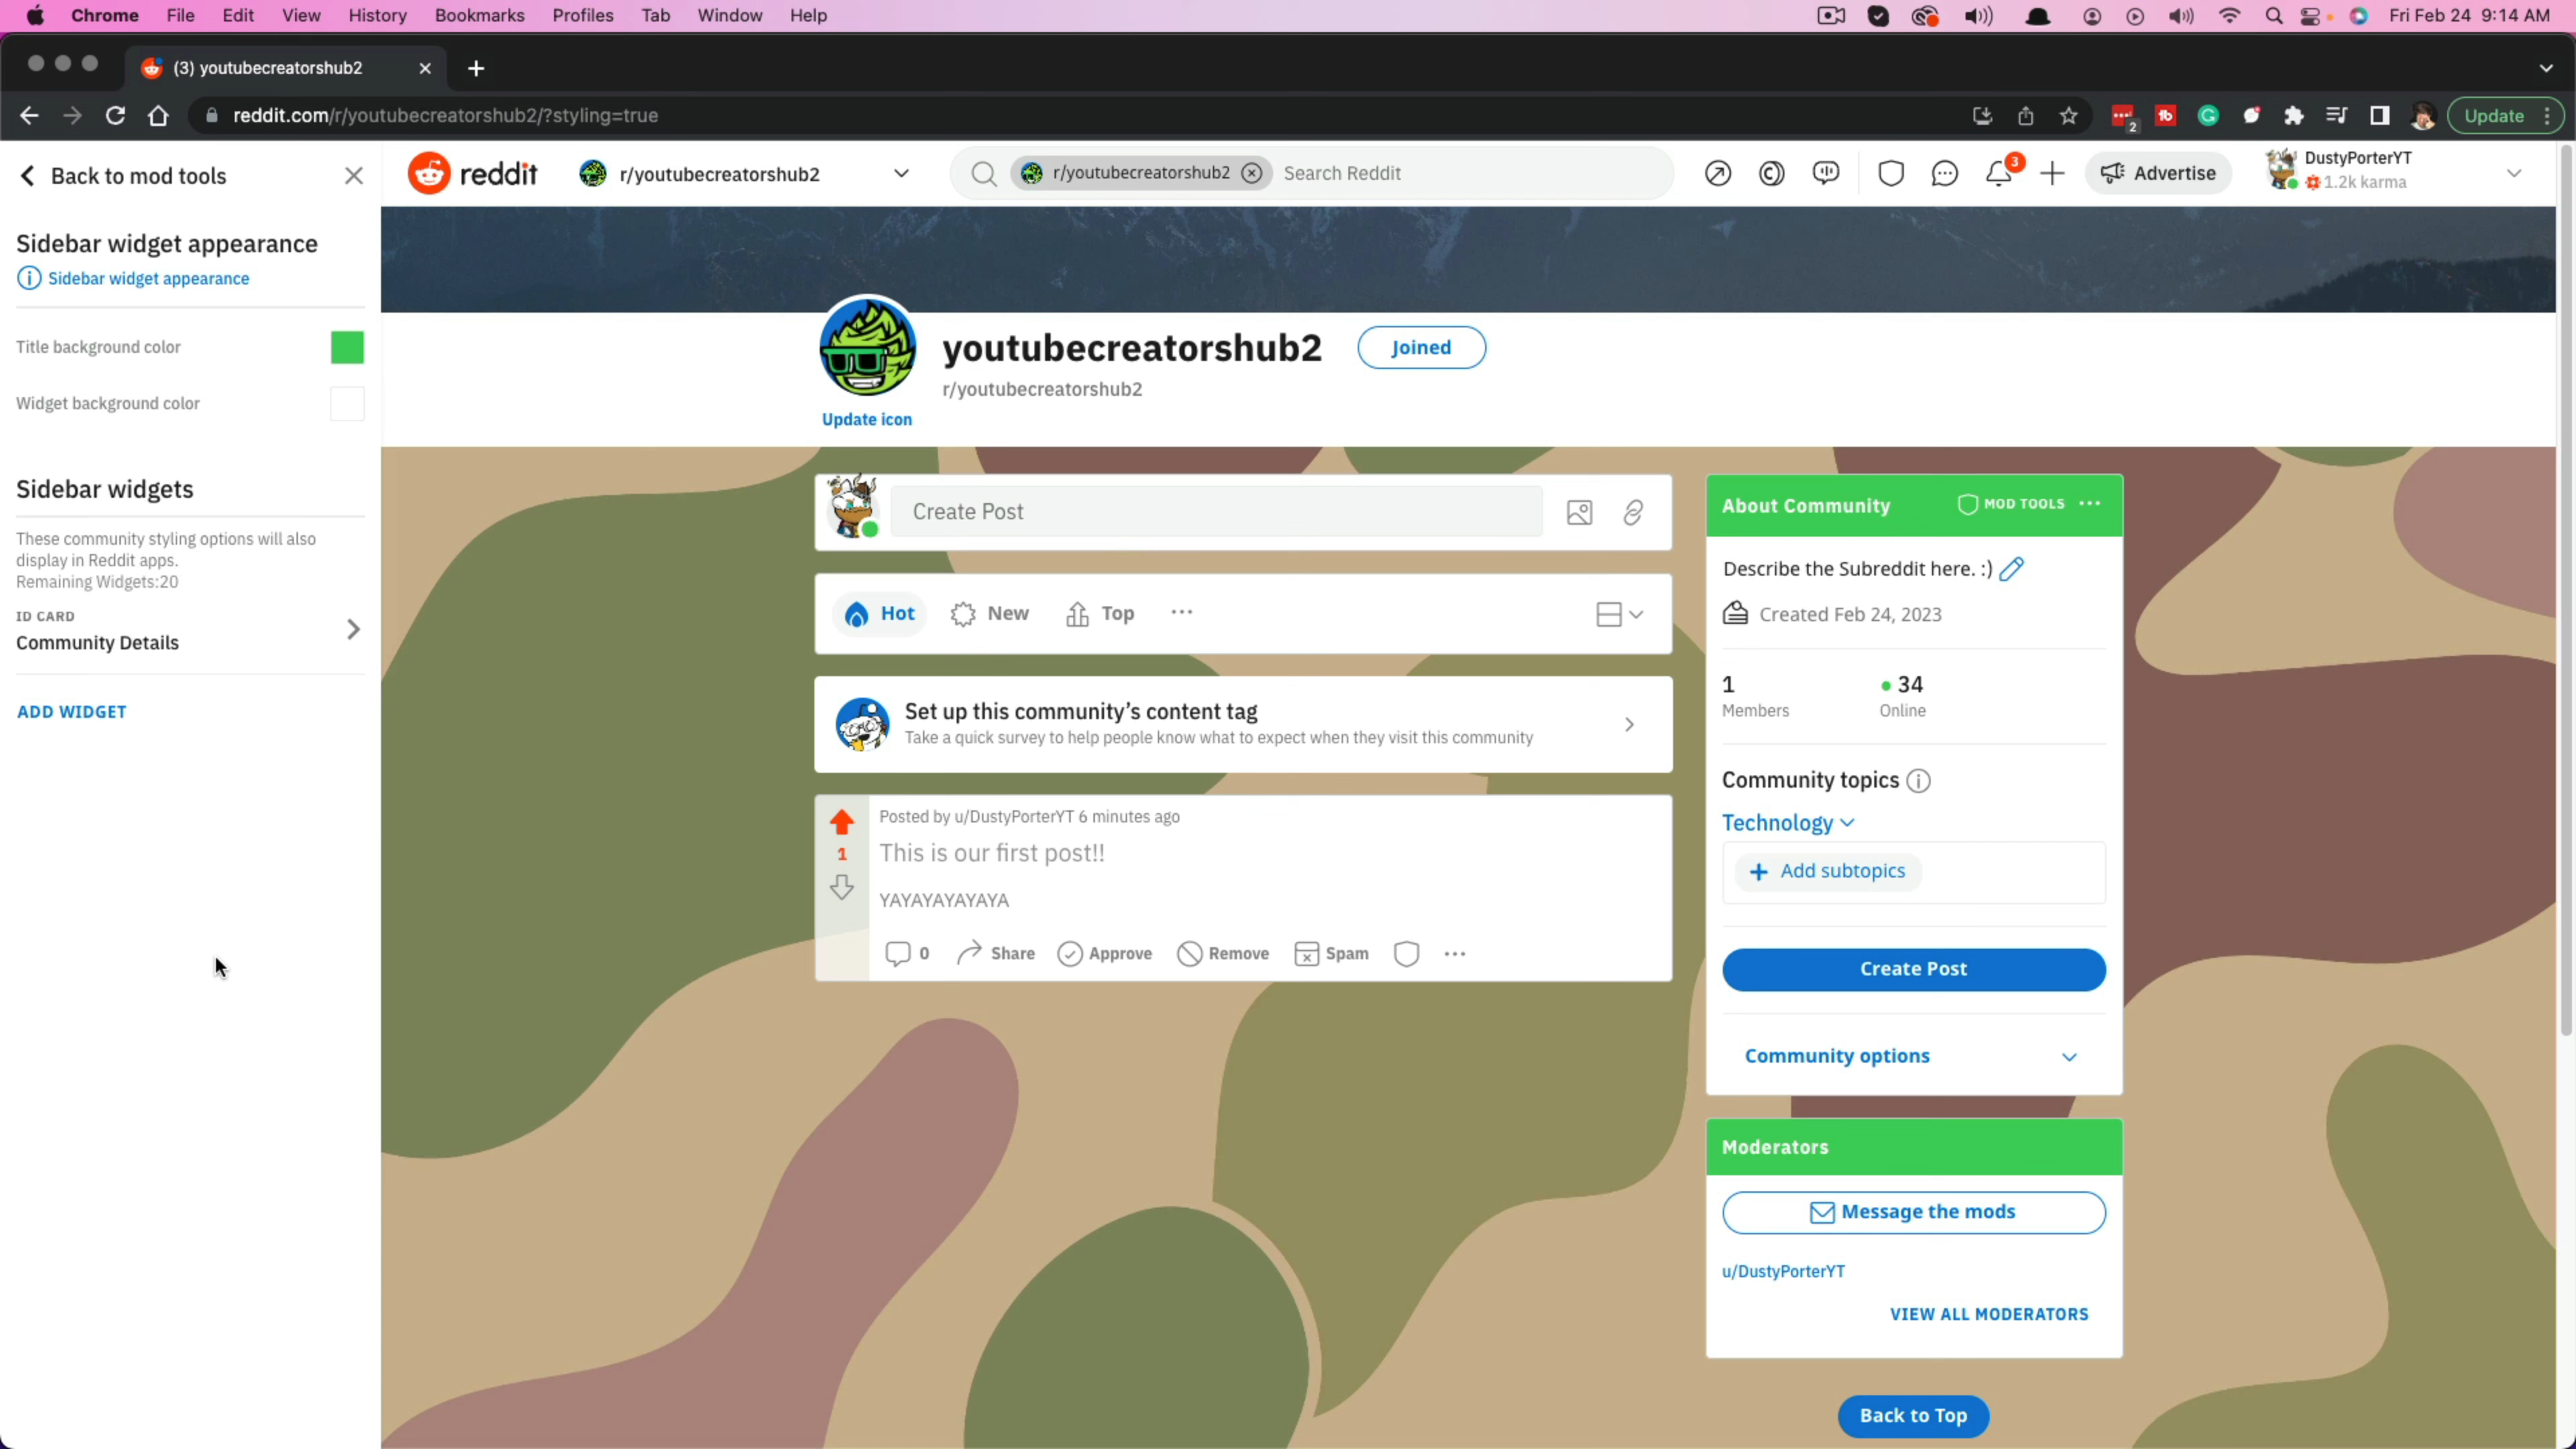 Chrome File Edit View History Bookmarks Profiles Tab Window Help
Fri Feb 24 9:14 AM
(3) youtubecreatorshub2
reddit.com/r/youtubecreatorshub2/?styling=true
2
Update
Back to mod tools
reddit
r/youtubecreatorshub2
r/youtubecreatorshub2
Search Reddit
3
Advertise
DustyPorterYT
1.2k karma
Sidebar widget appearance
Sidebar widget appearance
Title background color
Widget background color
Sidebar widgets
These community styling options will also
display in Reddit apps.
Remaining Widgets:20
ID CARD
Community Details
ADD WIDGET
youtubecreatorshub2
Joined
r/youtubecreatorshub2
Update icon
Create Post
Hot
New
Top
Set up this community's content tag
Take a quick survey to help people know what to expect when they visit this community
Posted by u/DustyPorterYT 6 minutes ago
1
This is our first post!!
YAYAYAYAYAYA
0
Share
Approve
Remove
Spam
About Community
MOD TOOLS
Describe the Subreddit here. :)
Created Feb 24, 2023
1
Members
34
Online
Community topics
Technology
Add subtopics
Create Post
Community options
Moderators
Message the mods
u/DustyPorterYT
VIEW ALL MODERATORS
Back to Top